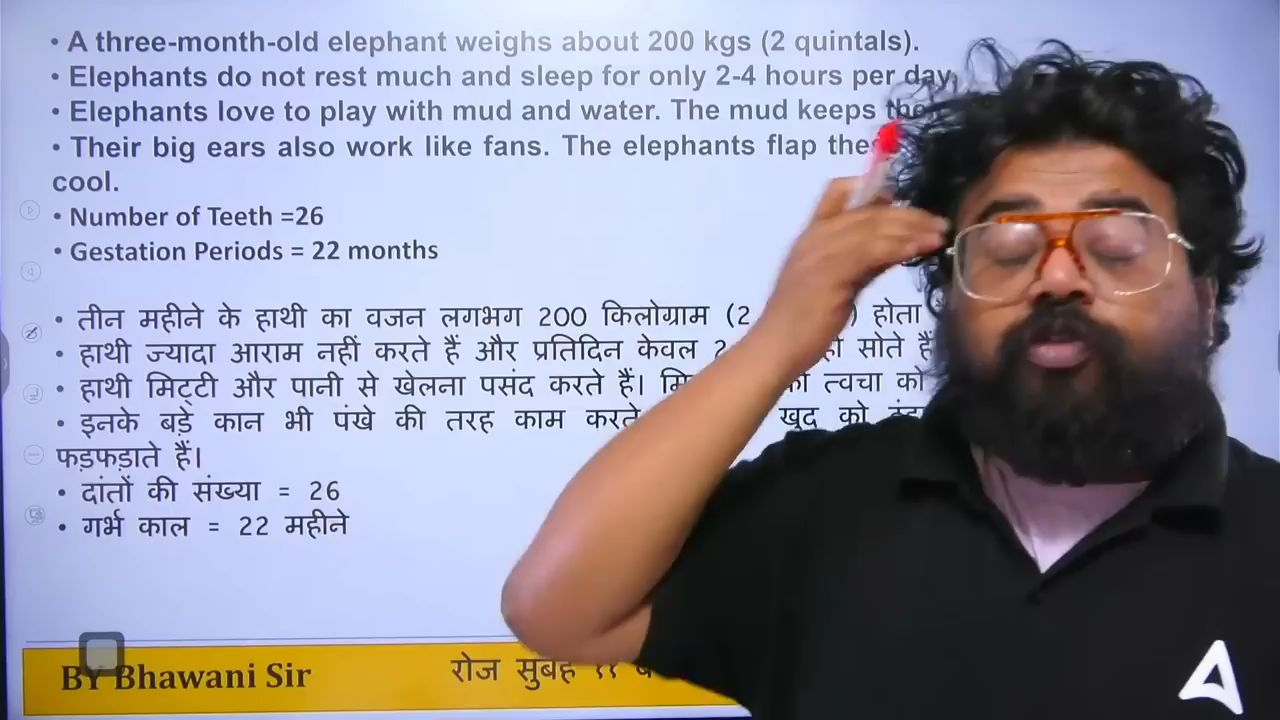 • A three-month-old elephant weighs about 200 kgs (2 quintals).
• Elephants do not rest much and sleep for only 2-4 hours per day.
• Elephants love to play with mud and water. The mud keeps
• Their big ears also work like fans. The elephants flap
cool.
• Number of Teeth =26
• Gestation Periods = 22 months
• तीन महीने के हाथी का वजन लगभग 200 किलोग्राम (2 ) होता
• हाथी ज्यादा आराम नहीं करते हैं और प्रतिदिन केवल सोते हैं
• हाथी मिट्टी और पानी से खेलना पसंद करते हैं। त्वचा को
• इनके बड़े कान भी पंखे की तरह काम करते खुद को
फड़फड़ाते हैं।
• दांतों की संख्या = 26
• गर्भ काल = 22 महीने
BY Bhawani Sir रोज सुबह ११